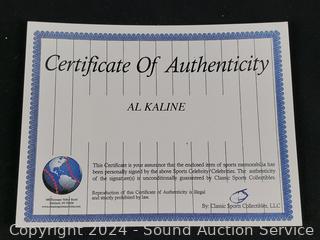 Certificate Of Authenticity
AL KALINE
This Certificate is your assurance that the enclosed item of sports memorabilia has
been personally signed by the above Sports Celebrity/Celebrities. The authenticity
of the signature(s) is unconditionally guaranteed by Classic Sports Collectibles.
Reproduction of this Certificate of Authenticity is illegal
and strictly prohibited by law.
By: Classic Sports Collectibles, LLC
Copyright 2024 - Sound Auction Service